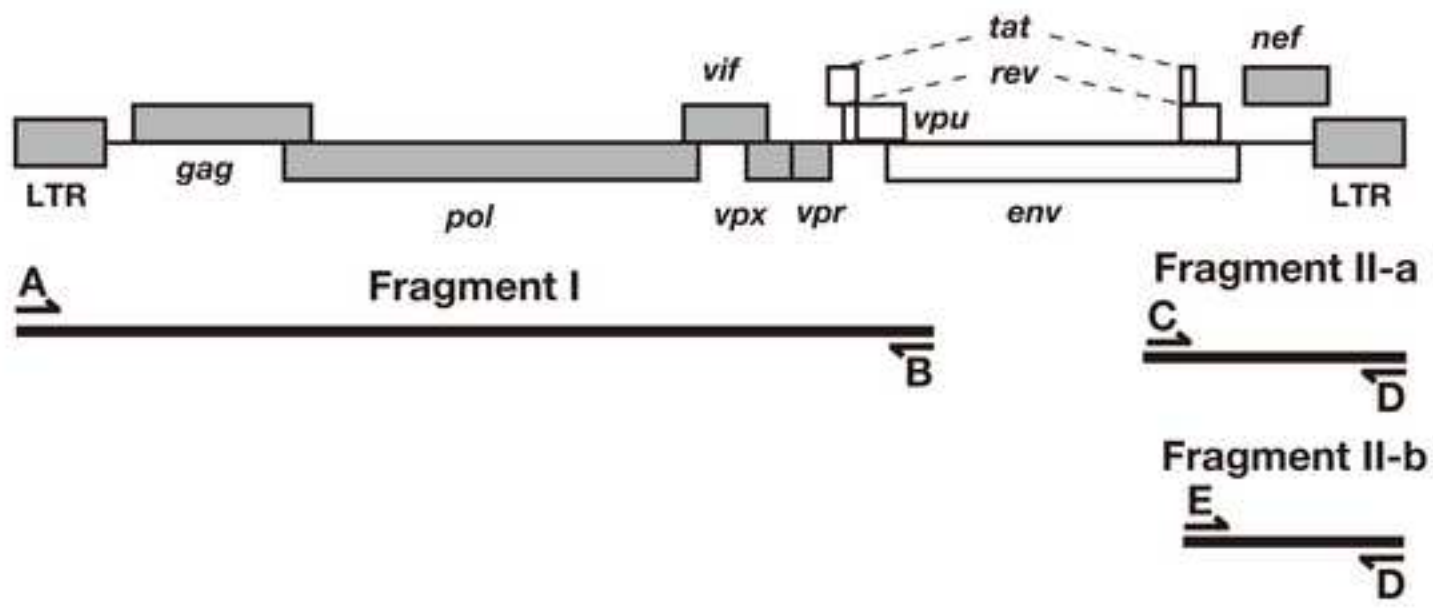 tat
nef
vif
rev
vpu
gag
LTR
pol
vpx
vpr
env
LTR
A
Fragment I
B
Fragment II-a
C
D
Fragment II-b
E
D